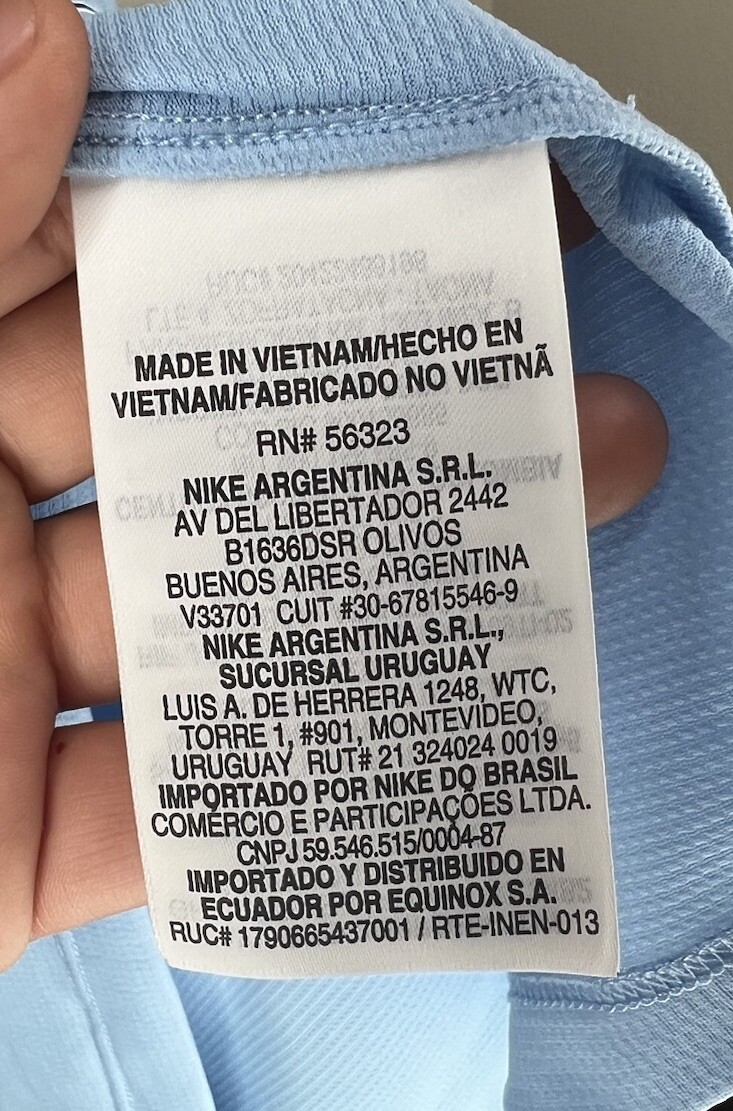 MADE IN VIETNAM/HECHO EN
VIETNAM/FABRICADO NO VIETNÃ
RN# 56323
NIKE ARGENTINA S.R.L.
AV DEL LIBERTADOR 2442
B1636DSR OLIVOS
BUENOS AIRES, ARGENTINA
V33701 CUIT #30-67815546-9
NIKE ARGENTINA S.R.L.,
SUCURSAL URUGUAY
LUIS A. DE HERRERA 1248, WTC,
TORRE 1, #901, MONTEVIDEO,
URUGUAY RUT# 21 324024 0019
IMPORTADO POR NIKE DO BRASIL
COMÉRCIO E PARTICIPAÇÕES LTDA.
CNPJ 59.546.515/0004-87
IMPORTADO Y DISTRIBUIDO EN
ECUADOR POR EQUINOX S.A.
RUC# 1790665437001 / RTE-INEN-013